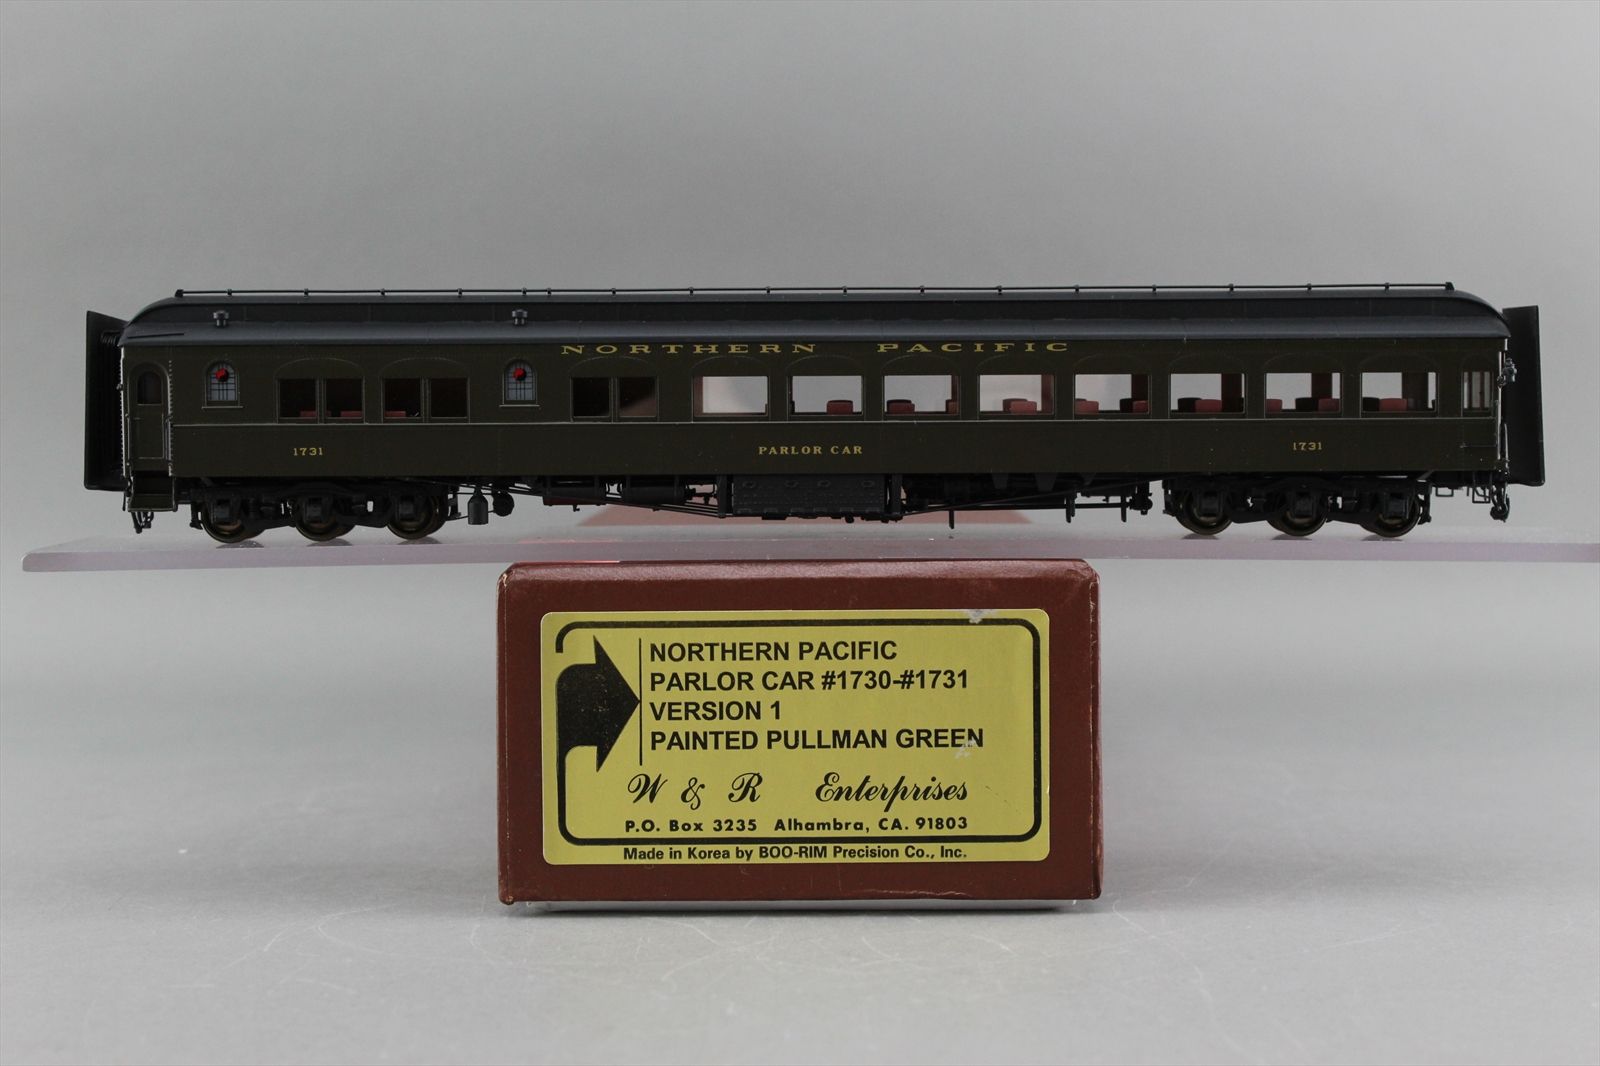 NORTHERN PACIFIC
1731
PARLOR CAR
1731
NORTHERN PACIFIC
PARLOR CAR #1730-#1731
VERSION 1
PAINTED PULLMAN GREEN
W & R Enterprises
P.O. Box 3235 Alhambra, CA. 91803
Made in Korea by BOO-RIM Precision Co., Inc.